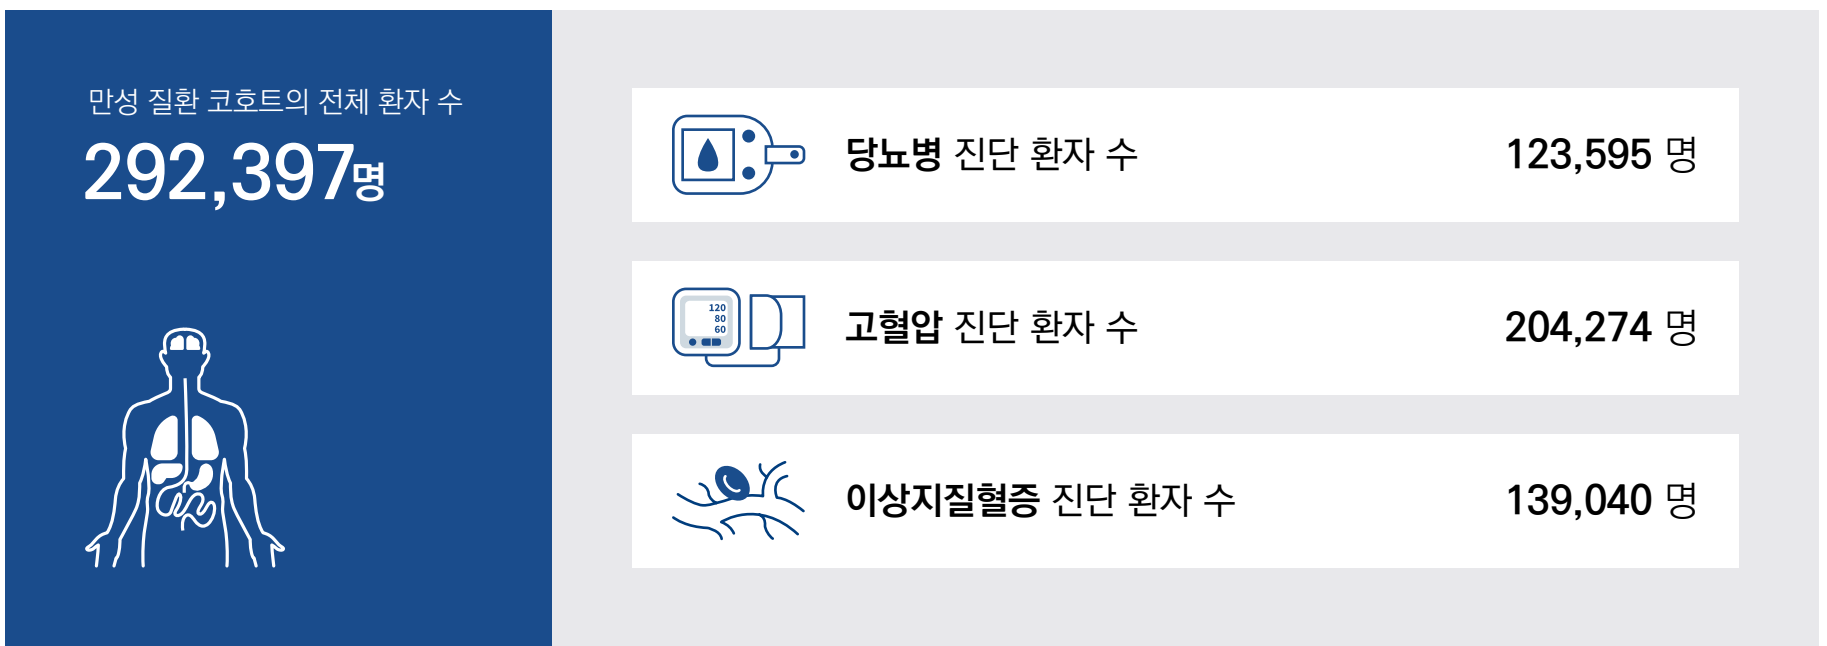 만성 질환 코호트의 전체 환자 수
292,397명
당뇨병 진단 환자 수 123,595 명
120
80
60
고혈압 진단 환자 수 204,274 명
이상지질혈증 진단 환자 수 139,040 명